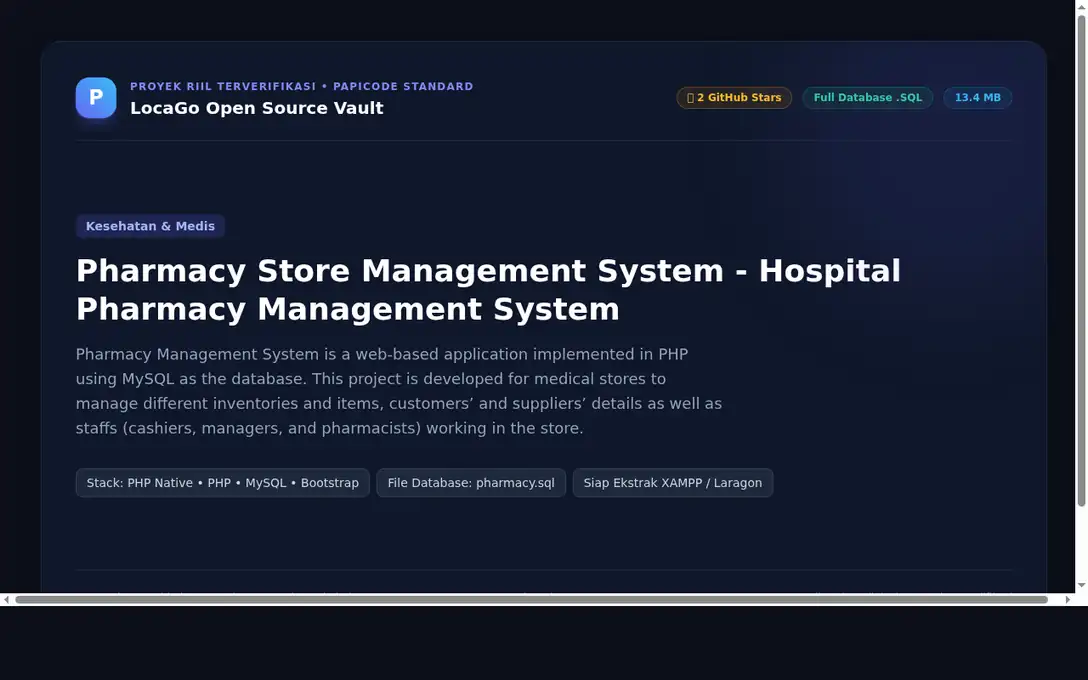 P
PROYEK RIIL TERVERIFIKASI • PAPICODE STANDARD
LocaGo Open Source Vault
2 GitHub Stars
Full Database .SQL
13.4 MB
Kesehatan & Medis
Pharmacy Store Management System - Hospital
Pharmacy Management System
Pharmacy Management System is a web-based application implemented in PHP
using MySQL as the database. This project is developed for medical stores to
manage different inventories and items, customers’ and suppliers’ details as well as
staffs (cashiers, managers, and pharmacists) working in the store.
Stack: PHP Native • PHP • MySQL • Bootstrap
File Database: pharmacy.sql
Siap Ekstrak XAMPP / Laragon